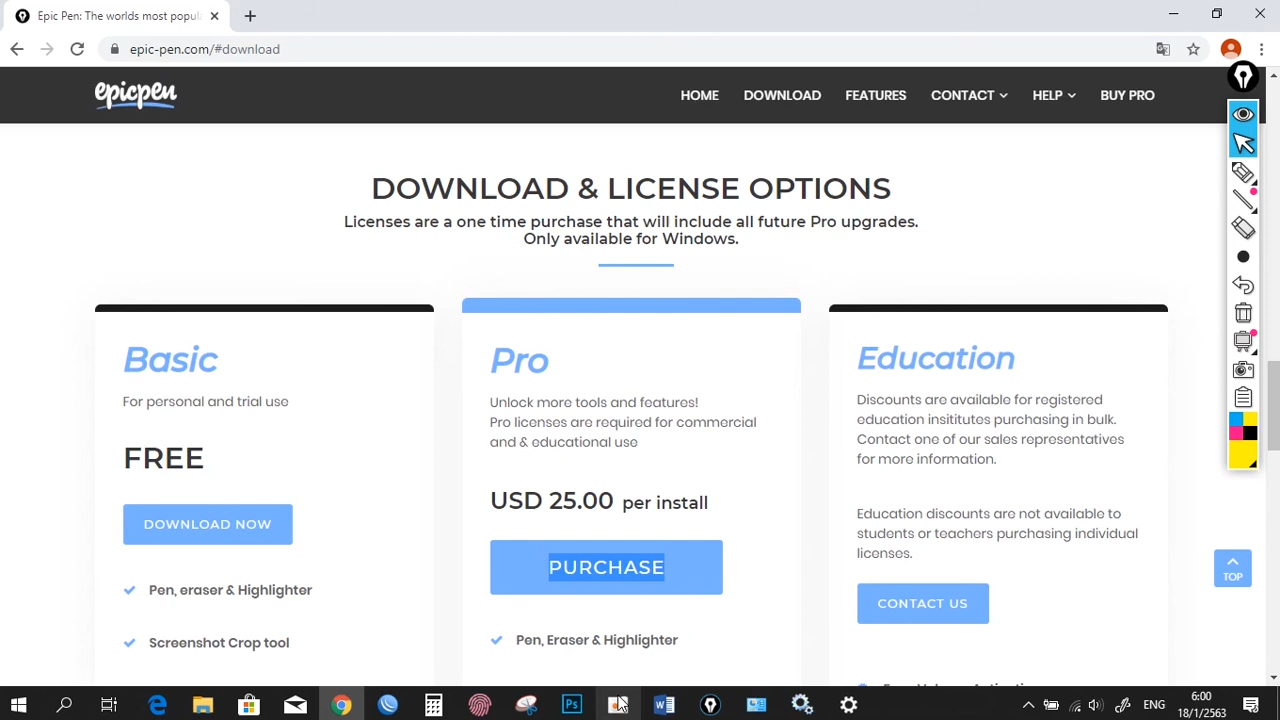 Epic Pen: The worlds most popul
epic-pen.com/#download
epicpen
HOME
DOWNLOAD
FEATURES
CONTACT
HELP
BUY PRO
DOWNLOAD & LICENSE OPTIONS
Licenses are a one time purchase that will include all future Pro upgrades.
Only available for Windows.
Basic
For personal and trial use
FREE
DOWNLOAD NOW
Pen, eraser & Highlighter
Screenshot Crop tool
Pro
Unlock more tools and features!
Pro licenses are required for commercial
and & educational use
USD 25.00 per install
PURCHASE
Pen, Eraser & Highlighter
Education
Discounts are available for registered
education insititutes purchasing in bulk.
Contact one of our sales representatives
for more information.
Education discounts are not available to
students or teachers purchasing individual
licenses.
CONTACT US
TOP
Ps
ENG
6:00
18/1/2563